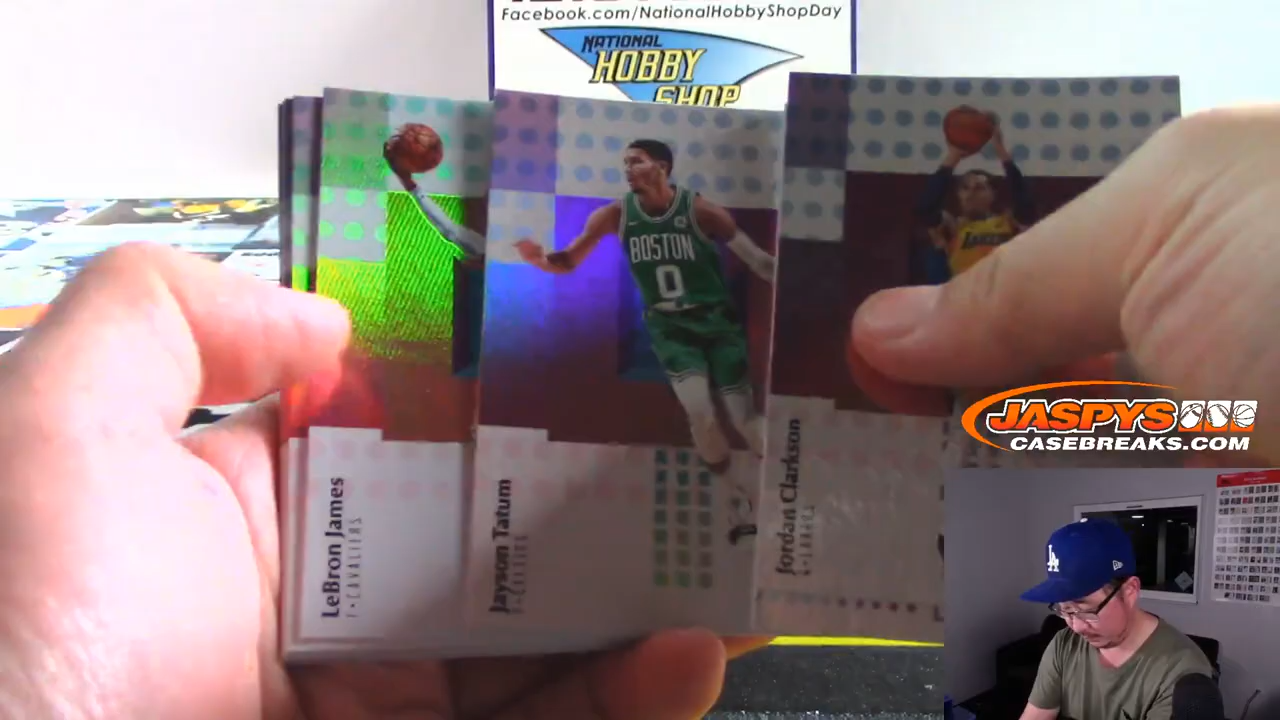 Facebook.com/NationalHobbyShopDay
NATIONAL
HOBBY
SHOP
BOSTON
0
LeBron James
F • CAVALIERS
Jayson Tatum
F • CELTICS
Jordan Clarkson
G • LAKERS
JASPYS
CASEBREAKS.COM
LA